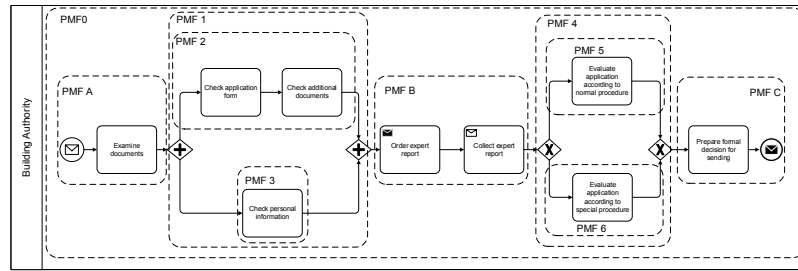 PMF0
PMF 1
PMF 4
PMF 2
PMF 5
PMF A
PMF B
PMF C
Building Authority
Check application
form
Check additional
documents
Evaluate
application
according to
normal procedure
Examine
documents
Order expert
report
Collect expert
report
Prepare formal
decision for
sending
PMF 3
Check personal
information
Evaluate
application
according to
special procedure
PMF 6